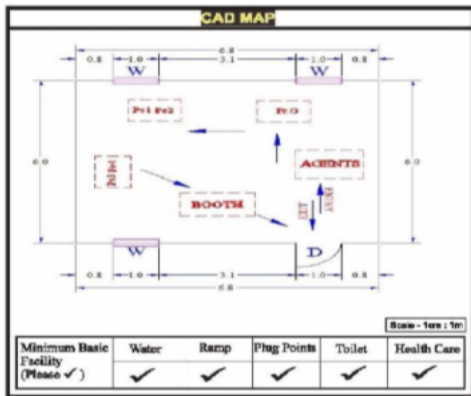 CAD MAP
6.8
0.8 1.0 3.1 1.0 0.8
W W
Po1 Po2
6.0 6.0
AGENTS
BOOTH
EXIT
ENTRY
W D
0.8 1.0 3.1 1.0 0.8
6.8
Scale - 1cm : 1m
Minimum Basic Facility (Please ✓) Water Ramp Plug Points Toilet Health Care
✓ ✓ ✓ ✓ ✓